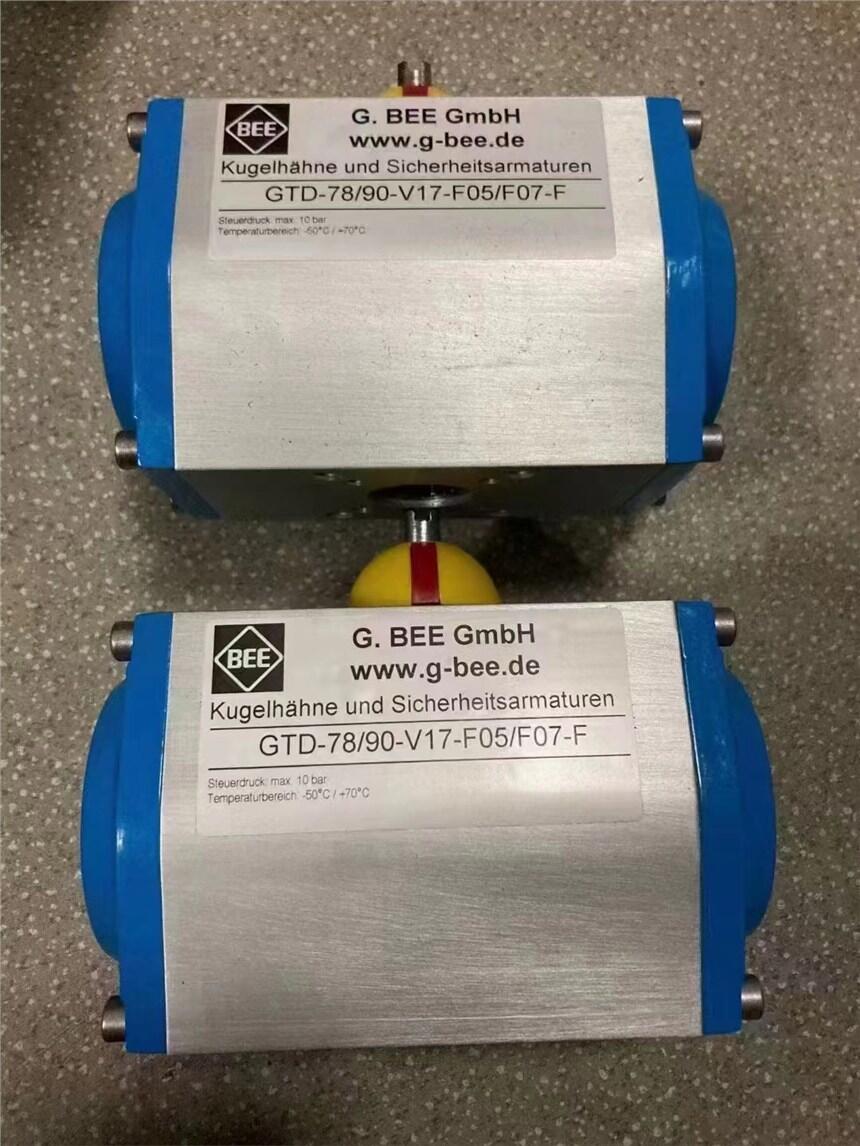 BEE
G. BEE GmbH
www.g-bee.de
Kugelhähne und Sicherheitsarmaturen
GTD-78/90-V17-F05/F07-F
Steuerdruck: max. 10 bar
Temperaturbereich: -50°C / +70°C
BEE
G. BEE GmbH
www.g-bee.de
Kugelhähne und Sicherheitsarmaturen
GTD-78/90-V17-F05/F07-F
Steuerdruck: max. 10 bar
Temperaturbereich: -50°C / +70°C